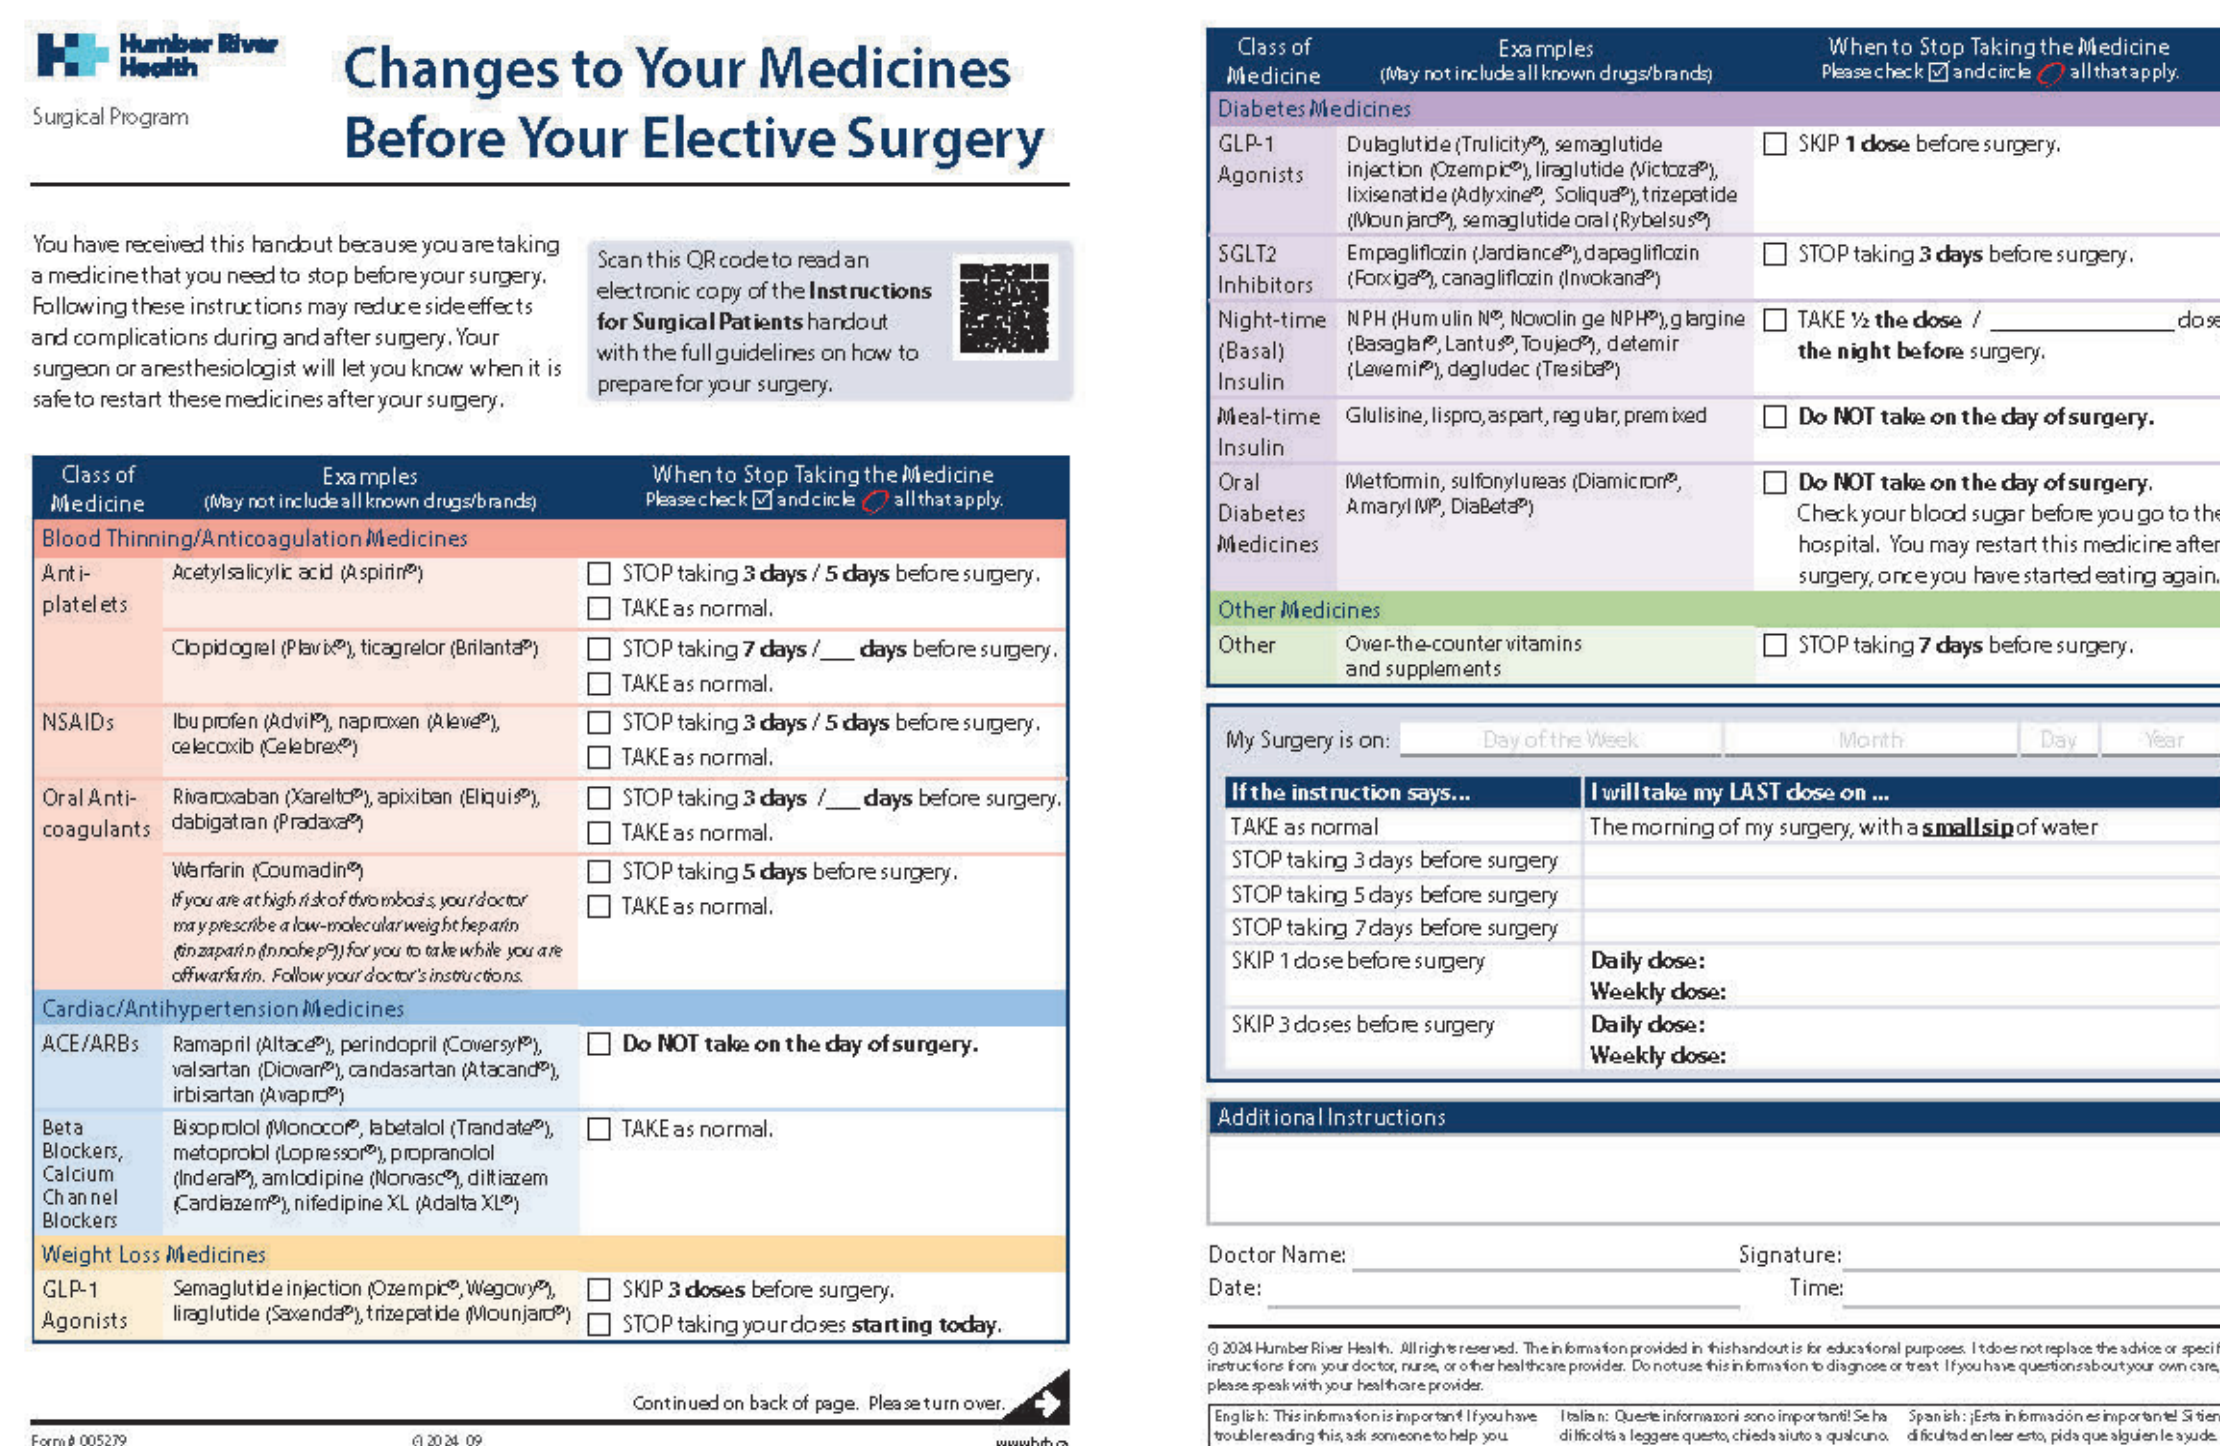 Humber River
Health
Surgical Program
Changes to Your Medicines
Before Your Elective Surgery
You have received this handout because you are taking
a medicine that you need to stop before your surgery.
Following these instructions may reduce side effects
and complications during and after surgery. Your
surgeon or anesthesiologist will let you know when it is
safe to restart these medicines after your surgery.
Scan this QR code to read an
electronic copy of the Instructions
for Surgical Patients handout
with the full guidelines on how to
prepare for your surgery.
Class of
Medicine
Examples
(May not include all known drugs/brands)
When to Stop Taking the Medicine
Please check ☑ and circle all that apply.
Blood Thinning/Anticoagulation Medicines
Anti-
platelets
Acetylsalicylic acid (Aspirin®)
☐ STOP taking 3 days / 5 days before surgery.
☐ TAKE as normal.
Clopidogrel (Plavix®), ticagrelor (Brilanta®)
☐ STOP taking 7 days /___ days before surgery.
☐ TAKE as normal.
NSAIDs
Ibuprofen (Advil®), naproxen (Aleve®),
celecoxib (Celebrex®)
☐ STOP taking 3 days / 5 days before surgery.
☐ TAKE as normal.
Oral Anti-
coagulants
Rivaroxaban (Xarelto®), apixiban (Eliquis®),
dabigatran (Pradaxa®)
☐ STOP taking 3 days /___ days before surgery.
☐ TAKE as normal.
Warfarin (Coumadin®)
If you are at high risk of thrombosis, your doctor
may prescribe a low-molecular weight heparin
(tinzaparin (Innohep®)) for you to take while you are
off warfarin. Follow your doctor's instructions.
☐ STOP taking 5 days before surgery.
☐ TAKE as normal.
Cardiac/Antihypertension Medicines
ACE/ARBs
Ramapril (Altace®), perindopril (Coversyl®),
valsartan (Diovan®), candasartan (Atacand®),
irbisartan (Avapro®)
☐ Do NOT take on the day of surgery.
Beta
Blockers,
Calcium
Channel
Blockers
Bisoprolol (Monocor®, labetalol (Trandate®),
metoprolol (Lopressor®), propranolol
(Inderal®), amlodipine (Norvasc®), diltiazem
(Cardiazem®), nifedipine XL (Adalta XL®)
☐ TAKE as normal.
Weight Loss Medicines
GLP-1
Agonists
Semaglutide injection (Ozempic®, Wegovy®),
liraglutide (Saxenda®), trizepatide (Mounjaro®)
☐ SKIP 3 doses before surgery.
☐ STOP taking your doses starting today.
Continued on back of page. Please turn over.
Form # 005279
© 2024 09
www.hrh.ca
Class of
Medicine
Examples
(May not include all known drugs/brands)
When to Stop Taking the Medicine
Please check ☑ and circle all that apply.
Diabetes Medicines
GLP-1
Agonists
Dulaglutide (Trulicity®), semaglutide
injection (Ozempic®), liraglutide (Victoza®),
lixisenatide (Adlyxine®, Soliqua®), trizepatide
(Mounjaro®), semaglutide oral (Rybelsus®)
☐ SKIP 1 dose before surgery.
SGLT2
Inhibitors
Empagliflozin (Jardiance®), dapagliflozin
(Forxiga®), canagliflozin (Invokana®)
☐ STOP taking 3 days before surgery.
Night-time
(Basal)
Insulin
NPH (Humulin N®, Novolin ge NPH®), glargine
(Basaglar®, Lantus®, Toujeo®), detemir
(Levemir®), degludec (Tresiba®)
☐ TAKE ½ the dose / ______________ dose
the night before surgery.
Meal-time
Insulin
Glulisine, lispro, aspart, regular, premixed
☐ Do NOT take on the day of surgery.
Oral
Diabetes
Medicines
Metformin, sulfonylureas (Diamicron®,
Amaryl M®, DiaBeta®)
☐ Do NOT take on the day of surgery.
Check your blood sugar before you go to the
hospital. You may restart this medicine after
surgery, once you have started eating again.
Other Medicines
Other
Over-the-counter vitamins
and supplements
☐ STOP taking 7 days before surgery.
My Surgery is on: Day of the Week Month Day Year
If the instruction says... I will take my LAST dose on ...
TAKE as normal The morning of my surgery, with a small sip of water
STOP taking 3 days before surgery
STOP taking 5 days before surgery
STOP taking 7 days before surgery
SKIP 1 dose before surgery
Daily dose:
Weekly dose:
SKIP 3 doses before surgery
Daily dose:
Weekly dose:
Additional Instructions
Doctor Name: Signature:
Date: Time:
© 2024 Humber River Health. All rights reserved. The information provided in this handout is for educational purposes. It does not replace the advice or specif
instructions from your doctor, nurse, or other healthcare provider. Do not use this information to diagnose or treat. If you have questions about your own care,
please speak with your healthcare provider.
English: This information is important! If you have
trouble reading this, ask someone to help you.
Italian: Queste informazoni sono importanti! Se ha
difficoltà a leggere questo, chieda aiuto a qualcuno.
Spanish: ¡Esta información es importante! Si tien
dificultad en leer esto, pida que alguien le ayude.